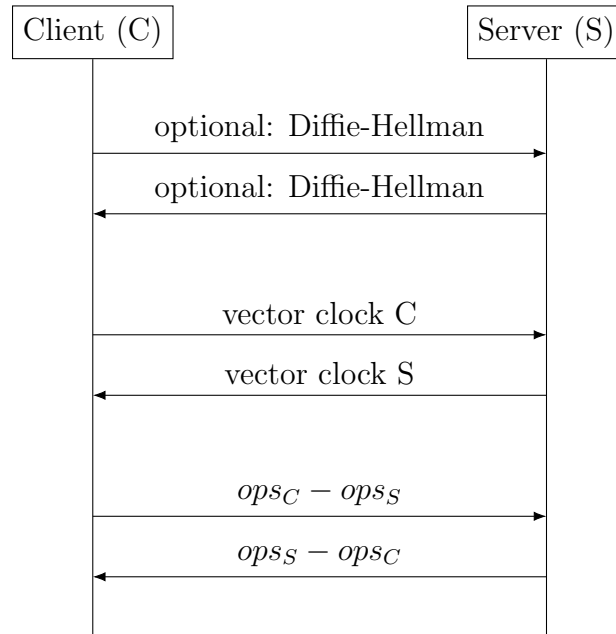 Client (C)
Server (S)
optional: Diffie-Hellman
optional: Diffie-Hellman
vector clock C
vector clock S
ops_C − ops_S
ops_S − ops_C